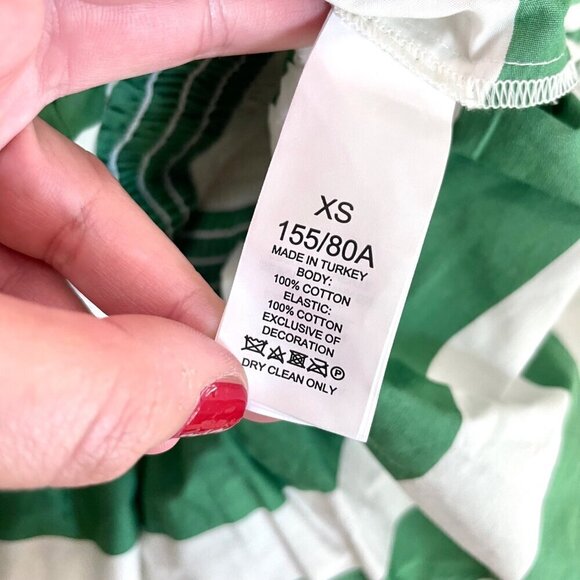 XS
155/80A
MADE IN TURKEY
BODY:
100% COTTON
ELASTIC:
100% COTTON
EXCLUSIVE OF
DECORATION
P
DRY CLEAN ONLY